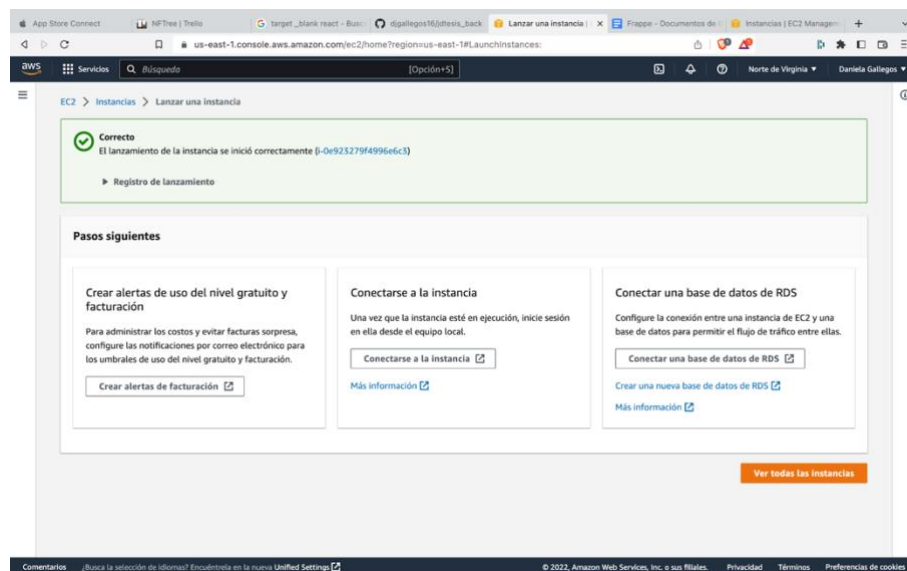 App Store Connect
NFTree | Trello
target _blank react - Busc
djgallegos16/jdtesis_back
Lanzar una instancia |
Frappe - Documentos de
Instancias | EC2 Manager
us-east-1.console.aws.amazon.com/ec2/home?region=us-east-1#LaunchInstances:
aws
Servicios
Búsqueda
[Opción+S]
Norte de Virginia
Daniela Gallegos
EC2 > Instancias > Lanzar una instancia
Correcto
El lanzamiento de la instancia se inició correctamente (i-0e923279f4996e6c3)
Registro de lanzamiento
Pasos siguientes
Crear alertas de uso del nivel gratuito y
facturación
Para administrar los costos y evitar facturas sorpresa,
configure las notificaciones por correo electrónico para
los umbrales de uso del nivel gratuito y facturación.
Crear alertas de facturación
Conectarse a la instancia
Una vez que la instancia esté en ejecución, inicie sesión
en ella desde el equipo local.
Conectarse a la instancia
Más información
Conectar una base de datos de RDS
Configure la conexión entre una instancia de EC2 y una
base de datos para permitir el flujo de tráfico entre ellas.
Conectar una base de datos de RDS
Crear una nueva base de datos de RDS
Más información
Ver todas las instancias
Comentarios
¿Busca la selección de idiomas? Encuéntrela en la nueva Unified Settings
© 2022, Amazon Web Services, Inc. o sus filiales.
Privacidad
Términos
Preferencias de cookies